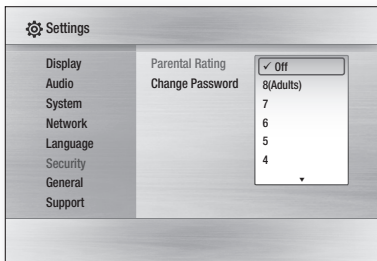 Settings
Display
Audio
System
Network
Language
Security
General
Support
Parental Rating
Change Password
✓ Off
8(Adults)
7
6
5
4